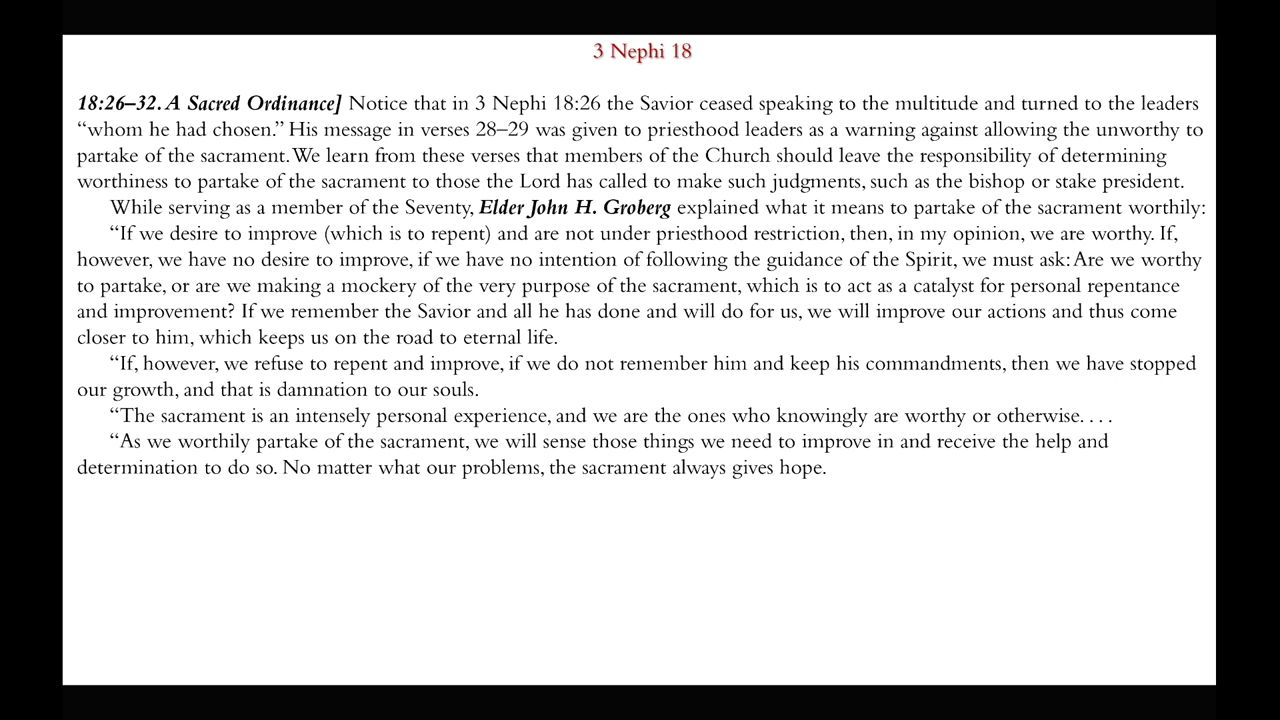 3 Nephi 18
18:26–32. A Sacred Ordinance] Notice that in 3 Nephi 18:26 the Savior ceased speaking to the multitude and turned to the leaders
“whom he had chosen.” His message in verses 28–29 was given to priesthood leaders as a warning against allowing the unworthy to
partake of the sacrament. We learn from these verses that members of the Church should leave the responsibility of determining
worthiness to partake of the sacrament to those the Lord has called to make such judgments, such as the bishop or stake president.
While serving as a member of the Seventy, Elder John H. Groberg explained what it means to partake of the sacrament worthily:
“If we desire to improve (which is to repent) and are not under priesthood restriction, then, in my opinion, we are worthy. If,
however, we have no desire to improve, if we have no intention of following the guidance of the Spirit, we must ask: Are we worthy
to partake, or are we making a mockery of the very purpose of the sacrament, which is to act as a catalyst for personal repentance
and improvement? If we remember the Savior and all he has done and will do for us, we will improve our actions and thus come
closer to him, which keeps us on the road to eternal life.
“If, however, we refuse to repent and improve, if we do not remember him and keep his commandments, then we have stopped
our growth, and that is damnation to our souls.
“The sacrament is an intensely personal experience, and we are the ones who knowingly are worthy or otherwise. . . .
“As we worthily partake of the sacrament, we will sense those things we need to improve in and receive the help and
determination to do so. No matter what our problems, the sacrament always gives hope.